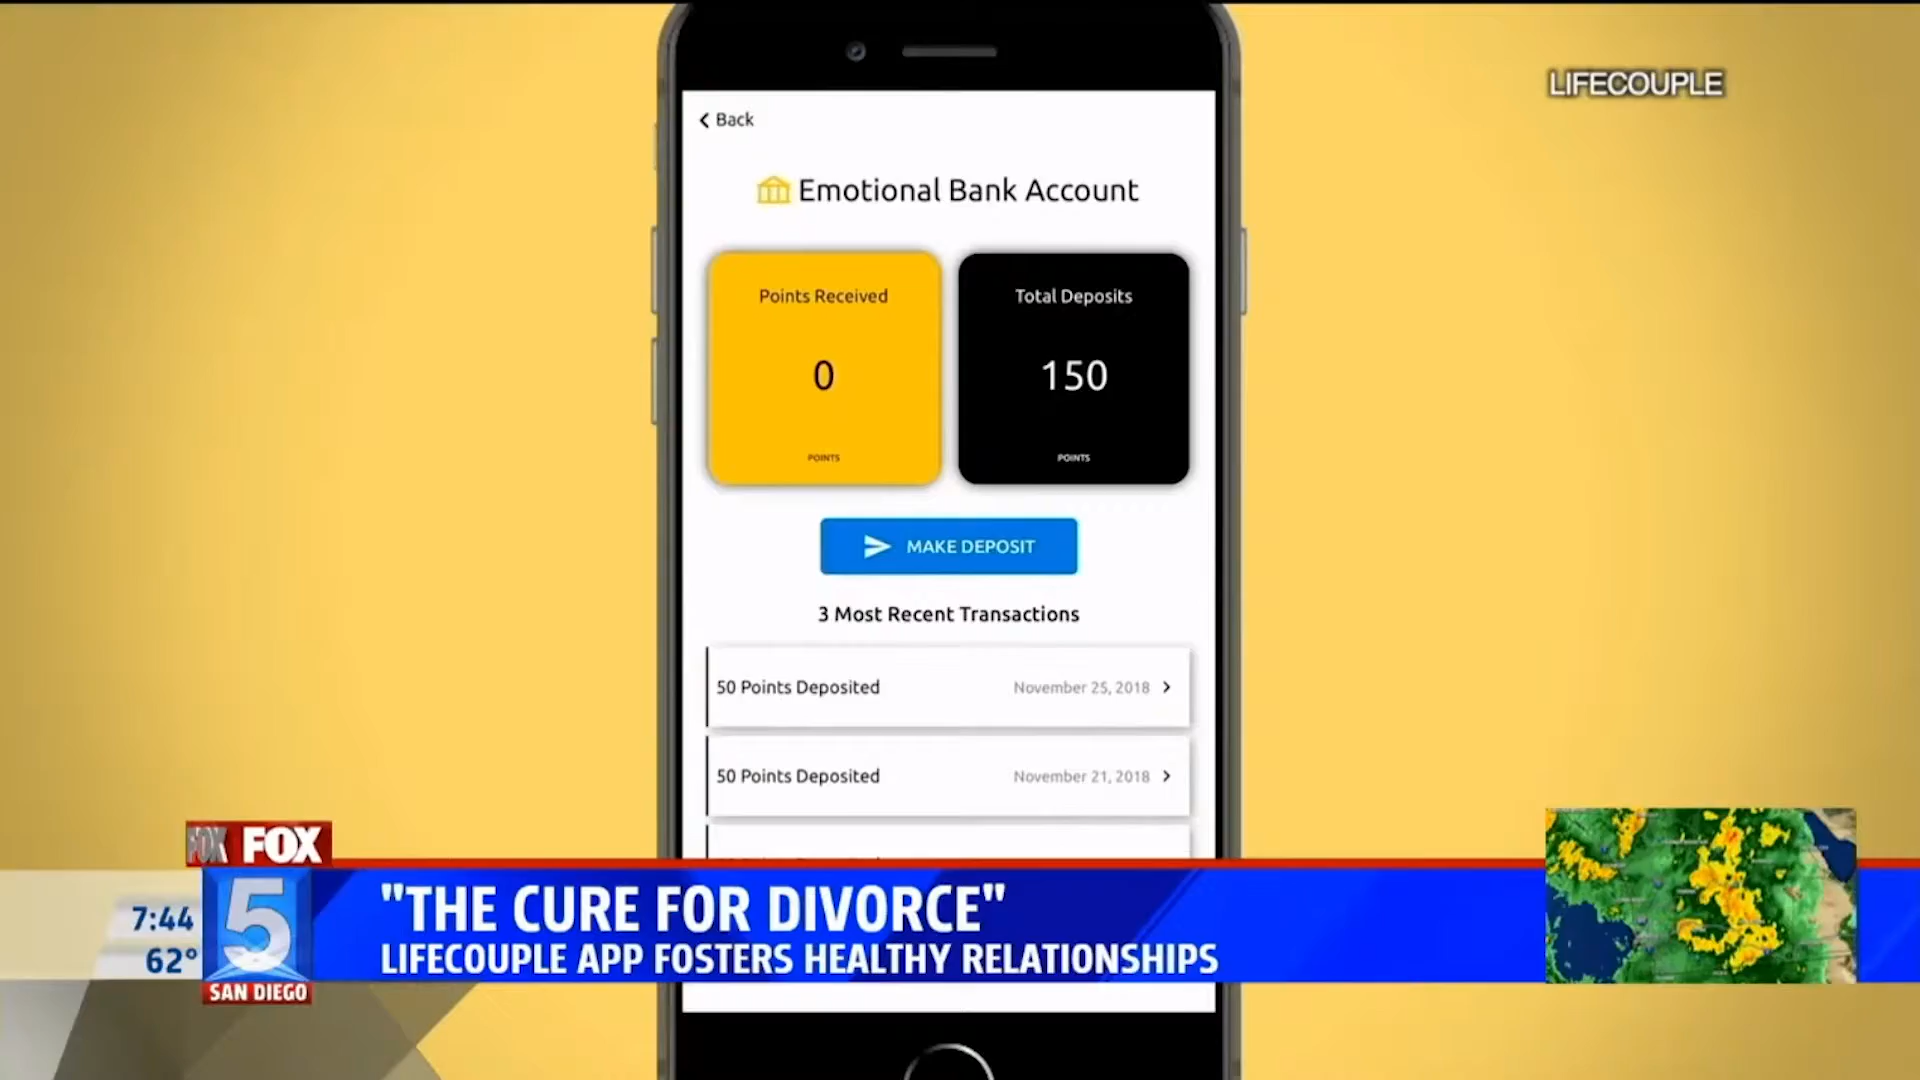 LIFECOUPLE
Back
Emotional Bank Account
Points Received
0
POINTS
Total Deposits
150
POINTS
MAKE DEPOSIT
3 Most Recent Transactions
50 Points Deposited
November 25, 2018
50 Points Deposited
November 21, 2018
FOX
FOX
5
SAN DIEGO
7:44
62°
"THE CURE FOR DIVORCE"
LIFECOUPLE APP FOSTERS HEALTHY RELATIONSHIPS